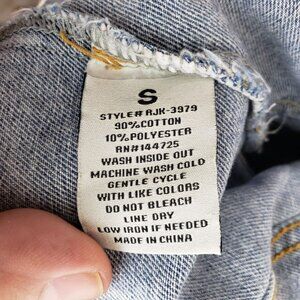 S
STYLE# RJK-3979
90% COTTON
10% POLYESTER
RN#144725
WASH INSIDE OUT
MACHINE WASH COLD
GENTLE CYCLE
WITH LIKE COLORS
DO NOT BLEACH
LINE DRY
LOW IRON IF NEEDED
MADE IN CHINA